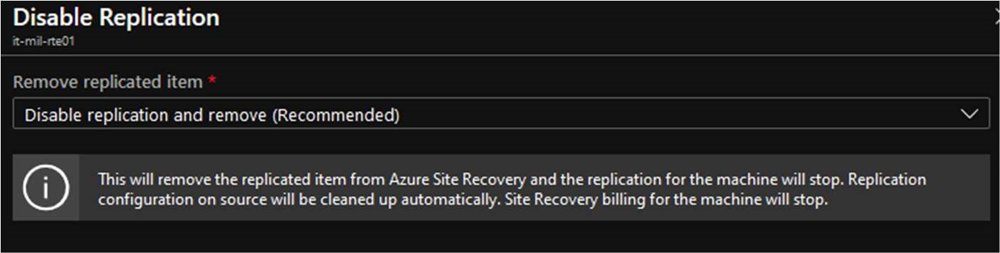 Disable Replication
it-mil-rte01
Remove replicated item *
Disable replication and remove (Recommended)
This will remove the replicated item from Azure Site Recovery and the replication for the machine will stop. Replication
configuration on source will be cleaned up automatically. Site Recovery billing for the machine will stop.